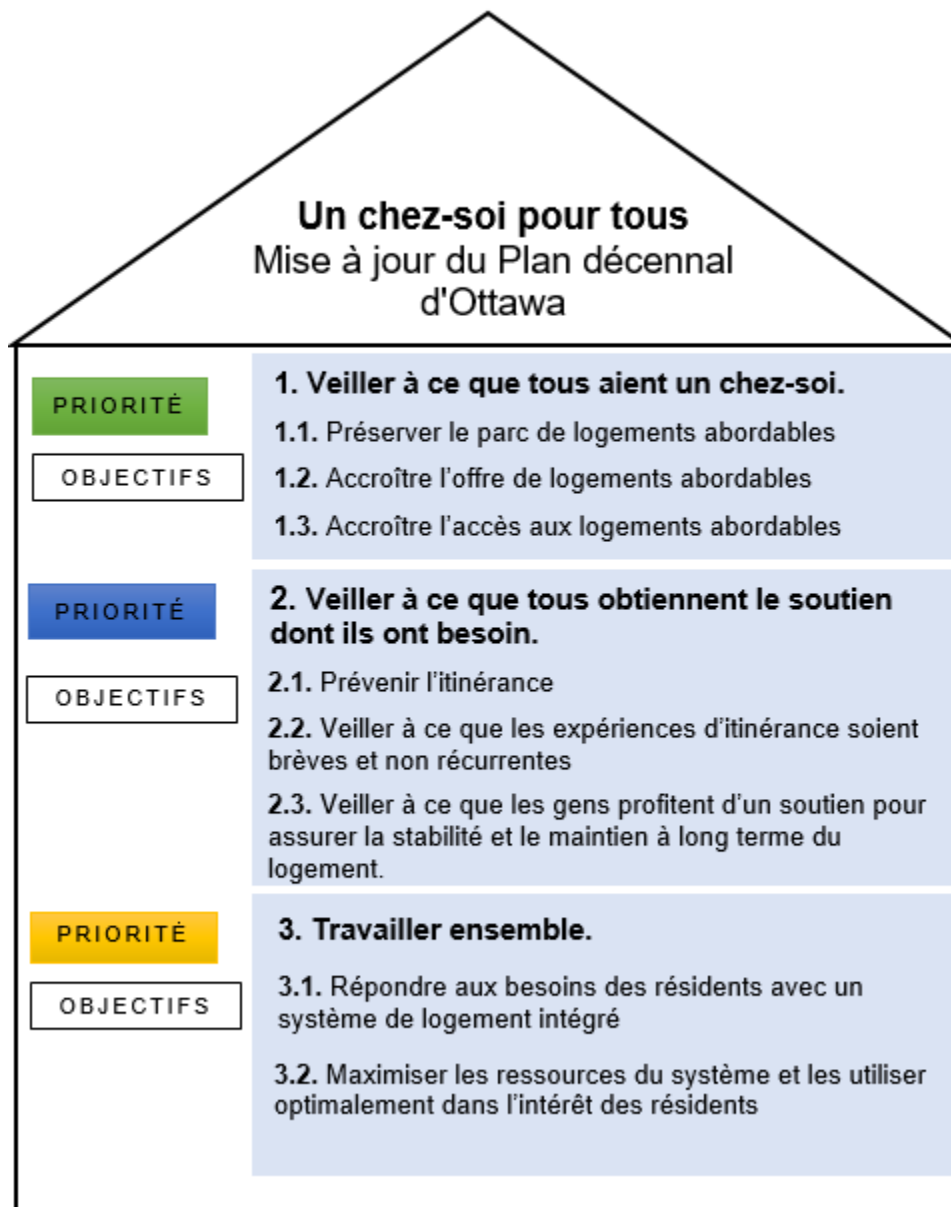 Un chez-soi pour tous
Mise à jour du Plan décennal
d'Ottawa
PRIORITÉ
1. Veiller à ce que tous aient un chez-soi.
OBJECTIFS
1.1. Préserver le parc de logements abordables
1.2. Accroître l’offre de logements abordables
1.3. Accroître l’accès aux logements abordables
PRIORITÉ
2. Veiller à ce que tous obtiennent le soutien
dont ils ont besoin.
OBJECTIFS
2.1. Prévenir l’itinérance
2.2. Veiller à ce que les expériences d’itinérance soient
brèves et non récurrentes
2.3. Veiller à ce que les gens profitent d’un soutien pour
assurer la stabilité et le maintien à long terme du
logement.
PRIORITÉ
3. Travailler ensemble.
OBJECTIFS
3.1. Répondre aux besoins des résidents avec un
système de logement intégré
3.2. Maximiser les ressources du système et les utiliser
optimalement dans l’intérêt des résidents